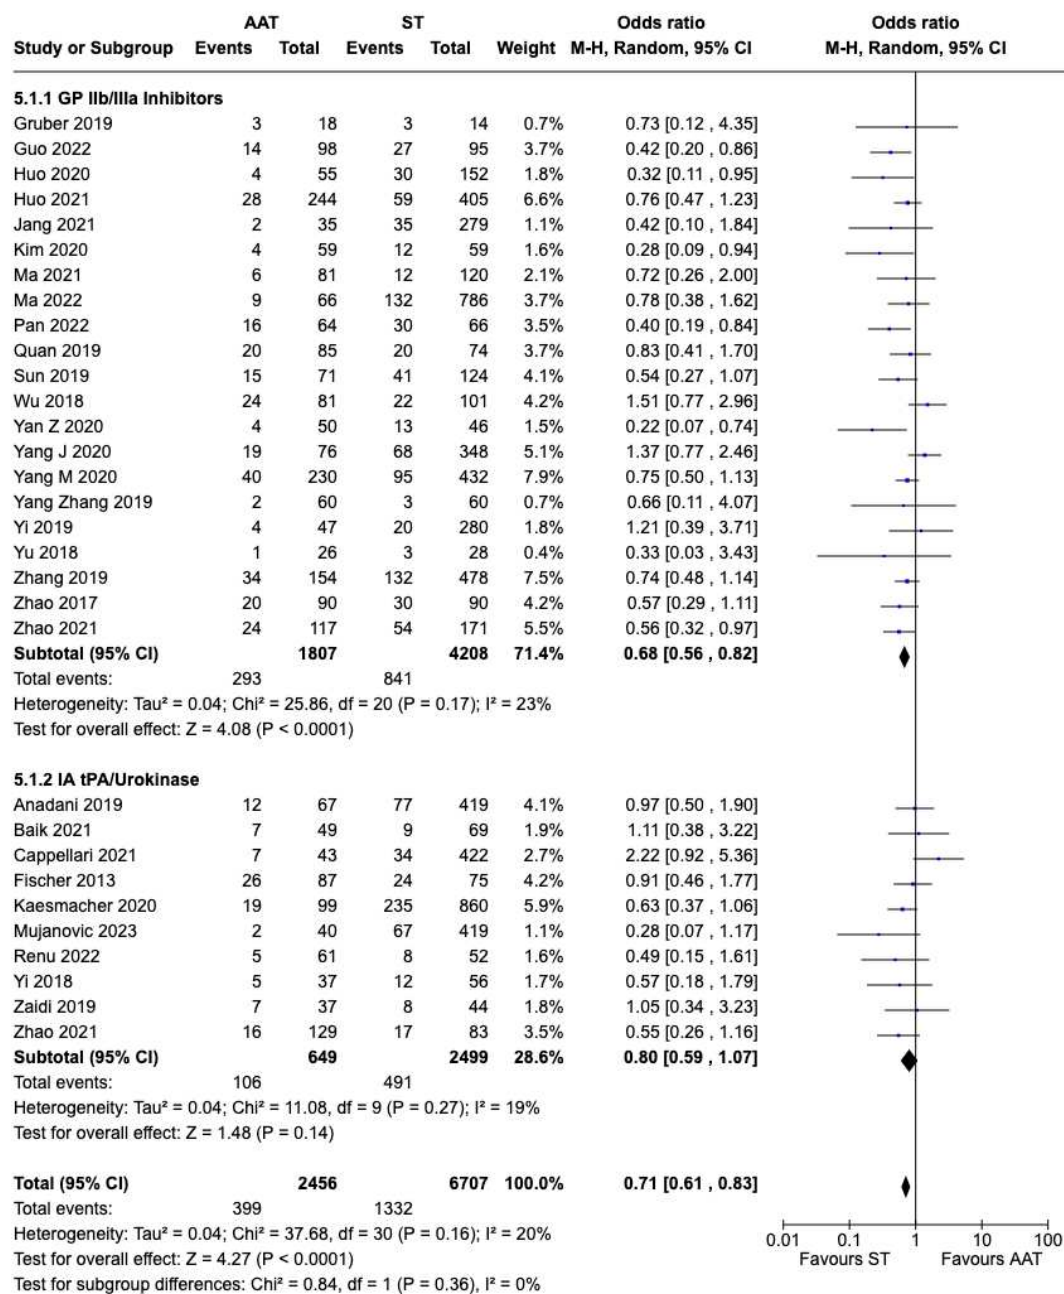 AAT ST Odds ratio Odds ratio
Study or Subgroup Events Total Events Total Weight M-H, Random, 95% CI M-H, Random, 95% CI
5.1.1 GP IIb/IIIa Inhibitors
Gruber 2019 3 18 3 14 0.7% 0.73 [0.12 , 4.35]
Guo 2022 14 98 27 95 3.7% 0.42 [0.20 , 0.86]
Huo 2020 4 55 30 152 1.8% 0.32 [0.11 , 0.95]
Huo 2021 28 244 59 405 6.6% 0.76 [0.47 , 1.23]
Jang 2021 2 35 35 279 1.1% 0.42 [0.10 , 1.84]
Kim 2020 4 59 12 59 1.6% 0.28 [0.09 , 0.94]
Ma 2021 6 81 12 120 2.1% 0.72 [0.26 , 2.00]
Ma 2022 9 66 132 786 3.7% 0.78 [0.38 , 1.62]
Pan 2022 16 64 30 66 3.5% 0.40 [0.19 , 0.84]
Quan 2019 20 85 20 74 3.7% 0.83 [0.41 , 1.70]
Sun 2019 15 71 41 124 4.1% 0.54 [0.27 , 1.07]
Wu 2018 24 81 22 101 4.2% 1.51 [0.77 , 2.96]
Yan Z 2020 4 50 13 46 1.5% 0.22 [0.07 , 0.74]
Yang J 2020 19 76 68 348 5.3% 1.37 [0.77 , 2.46]
Yang M 2020 40 230 95 432 7.9% 0.75 [0.50 , 1.13]
Yang Zhang 2019 2 60 3 60 0.7% 0.66 [0.11 , 4.07]
Yi 2019 4 47 20 280 1.8% 1.21 [0.39 , 3.71]
Yu 2018 1 26 3 28 0.4% 0.33 [0.03 , 3.43]
Zhang 2019 34 154 132 478 7.5% 0.74 [0.48 , 1.14]
Zhao 2017 20 90 30 90 4.2% 0.57 [0.29 , 1.11]
Zhao 2021 24 117 54 171 5.5% 0.56 [0.32 , 0.97]
Subtotal (95% CI) 1807 4208 71.4% 0.68 [0.56 , 0.82]
Total events: 293 841
Heterogeneity: Tau² = 0.04; Chi² = 25.86, df = 20 (P = 0.17); I² = 23%
Test for overall effect: Z = 4.08 (P < 0.0001)
5.1.2 IA tPA/Urokinase
Anadani 2019 12 67 77 419 4.1% 0.97 [0.50 , 1.90]
Baik 2021 7 49 9 69 1.9% 1.11 [0.38 , 3.22]
Cappellari 2021 7 43 34 422 2.7% 2.22 [0.92 , 5.36]
Fischer 2013 26 87 24 75 4.2% 0.91 [0.46 , 1.77]
Kaesmacher 2020 19 99 235 860 5.9% 0.63 [0.37 , 1.06]
Mujanovic 2023 2 40 67 419 1.1% 0.28 [0.07 , 1.17]
Renu 2022 5 61 8 52 1.6% 0.49 [0.15 , 1.61]
Yi 2018 5 37 12 56 1.7% 0.57 [0.18 , 1.79]
Zaidi 2019 7 37 8 44 1.8% 1.05 [0.34 , 3.23]
Zhao 2021 16 129 17 83 3.5% 0.55 [0.26 , 1.16]
Subtotal (95% CI) 649 2499 28.6% 0.80 [0.59 , 1.07]
Total events: 106 491
Heterogeneity: Tau² = 0.04; Chi² = 11.08, df = 9 (P = 0.27); I² = 19%
Test for overall effect: Z = 1.48 (P = 0.14)
Total (95% CI) 2456 6707 100.0% 0.71 [0.61 , 0.83]
Total events: 399 1332
Heterogeneity: Tau² = 0.04; Chi² = 37.68, df = 30 (P = 0.16); I² = 20%
Test for overall effect: Z = 4.27 (P < 0.0001)
Test for subgroup differences: Chi² = 0.84, df = 1 (P = 0.36), I² = 0%
0.01 0.1 1 10 100
Favours ST Favours AAT